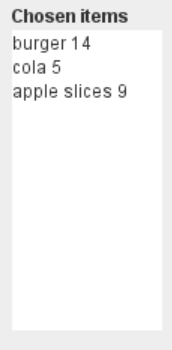 Chosen items
burger 14
cola 5
apple slices 9